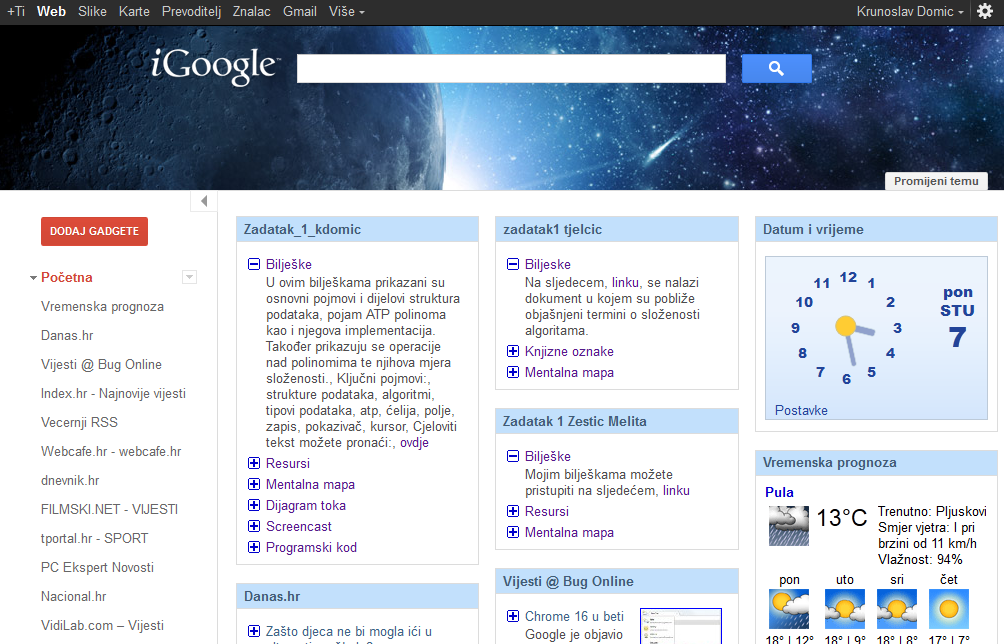 +Ti Web Slike Karte Prevoditelj Znalac Gmail Više Krunoslav Domic
iGoogle™
Promijeni temu
DODAJ GADGETE
Početna
Vremenska prognoza
Danas.hr
Vijesti @ Bug Online
Index.hr - Najnovije vijesti
Vecernji RSS
Webcafe.hr - webcafe.hr
dnevnik.hr
FILMSKI.NET - VIJESTI
tportal.hr - SPORT
PC Ekspert Novosti
Nacional.hr
VidiLab.com – Vijesti
Zadatak_1_kdomic
Bilješke
U ovim bilješkama prikazani su
osnovni pojmovi i dijelovi struktura
podataka, pojam ATP polinoma
kao i njegova implementacija.
Također prikazuju se operacije
nad polinomima te njihova mjera
složenosti., Ključni pojmovi:,
strukture podataka, algoritmi,
tipovi podataka, atp, ćelija, polje,
zapis, pokazivač, kursor, Cjeloviti
tekst možete pronaći:, ovdje
Resursi
Mentalna mapa
Dijagram toka
Screencast
Programski kod
Danas.hr
Zašto djeca ne bi mogla ići u
zadatak1 tjelcic
Biljeske
Na sljedecem, linku, se nalazi
dokument u kojem su pobliže
objašnjeni termini o složenosti
algoritama.
Knjizne oznake
Mentalna mapa
Zadatak 1 Zestic Melita
Bilješke
Mojim bilješkama možete
pristupiti na sljedećem, linku
Resursi
Mentalna mapa
Vijesti @ Bug Online
Chrome 16 u beti
Google je objavio
Datum i vrijeme
12
1
2
3
4
5
6
7
8
9
10
11
pon
STU
7
Postavke
Vremenska prognoza
Pula
13°C
Trenutno: Pljuskovi
Smjer vjetra: I pri
brzini od 11 km/h
Vlažnost: 94%
pon uto sri čet
18° | 12° 18° | 9° 18° | 8° 17° | 7°